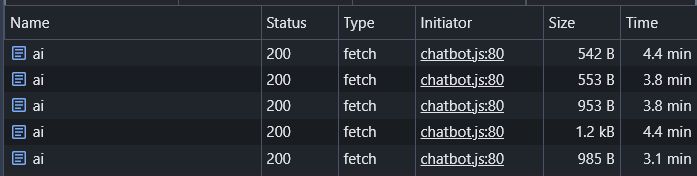 Name Status Type Initiator Size Time
ai 200 fetch chatbot.js:80 542 B 4.4 min
ai 200 fetch chatbot.js:80 553 B 3.8 min
ai 200 fetch chatbot.js:80 953 B 3.8 min
ai 200 fetch chatbot.js:80 1.2 kB 4.4 min
ai 200 fetch chatbot.js:80 985 B 3.1 min